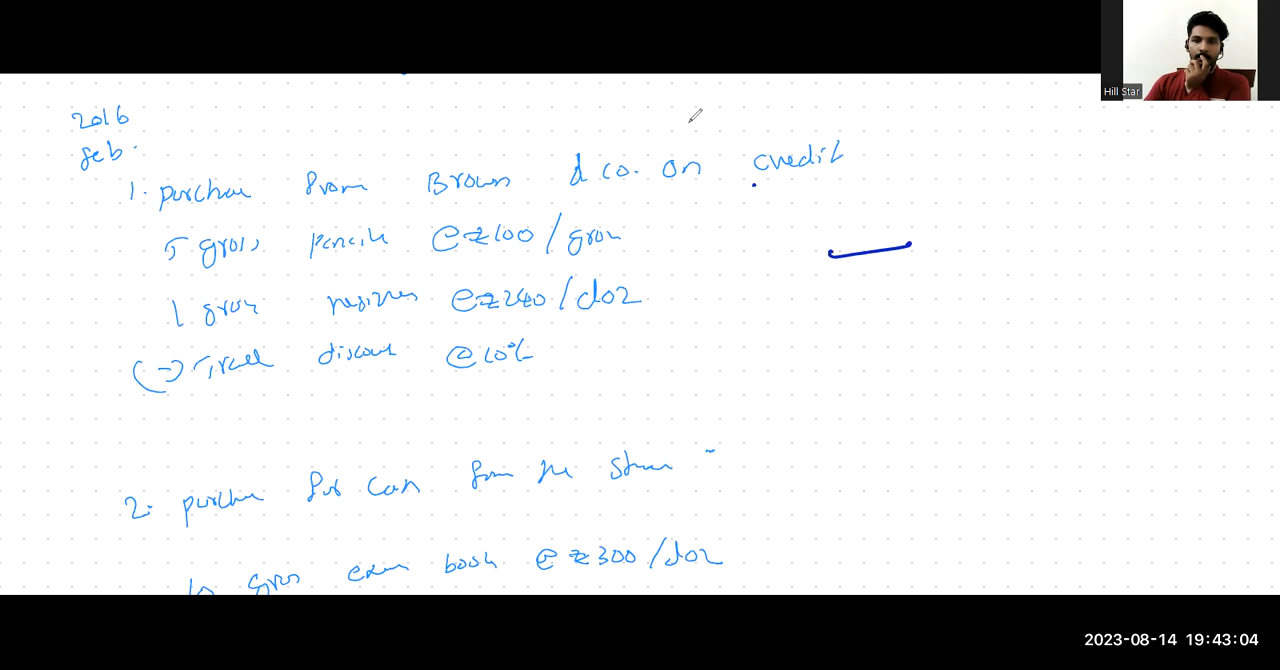 Hill Star
2016
Feb.
1. purchase from Brown & co. on credit
5 gross pencils @ ₹100/gross
1 gross registers @ ₹240/doz
(-) Trade discount @10%
2. purchase for cash from the
10 gross exam book @ ₹300/doz
2023-08-14 19:43:04